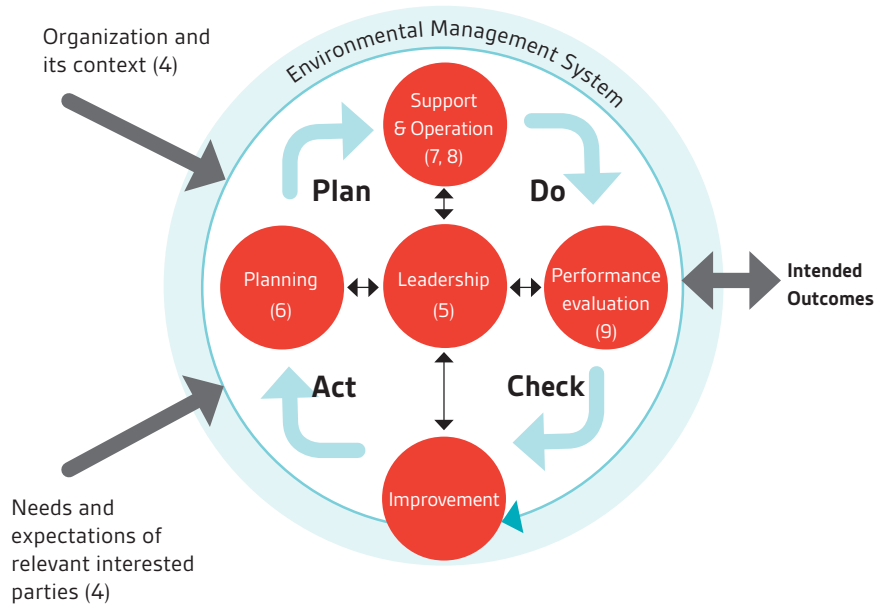 Organization and
its context (4)
Environmental Management System
Support
& Operation
(7, 8)
Plan
Do
Planning
(6)
Leadership
(5)
Performance
evaluation
(9)
Intended
Outcomes
Act
Check
Improvement
Needs and
expectations of
relevant interested
parties (4)